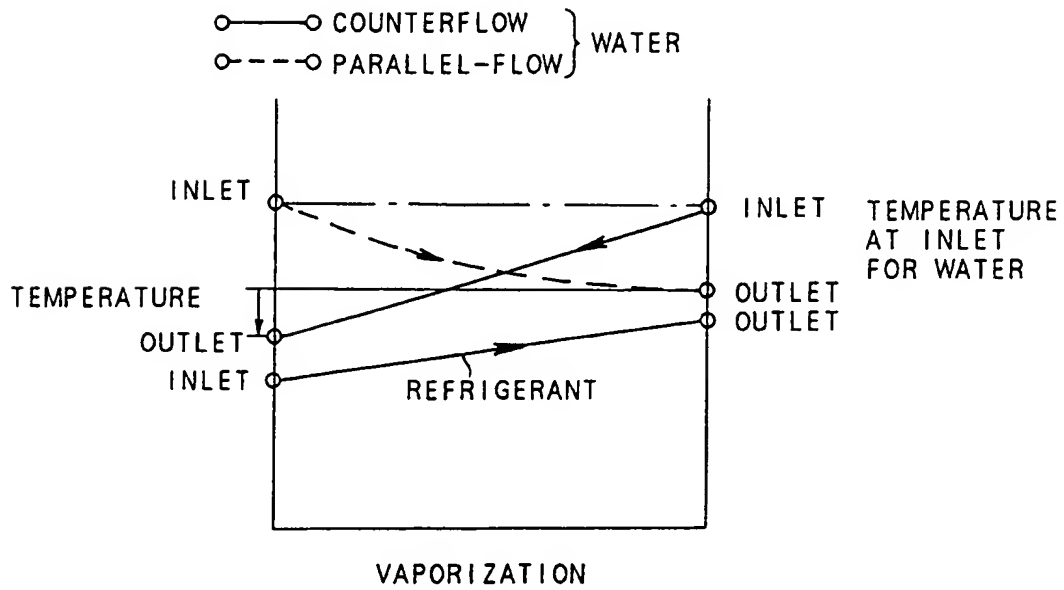 COUNTERFLOW
PARALLEL-FLOW
WATER
INLET
INLET
TEMPERATURE
AT INLET
FOR WATER
TEMPERATURE
OUTLET
OUTLET
OUTLET
INLET
REFRIGERANT
VAPORIZATION